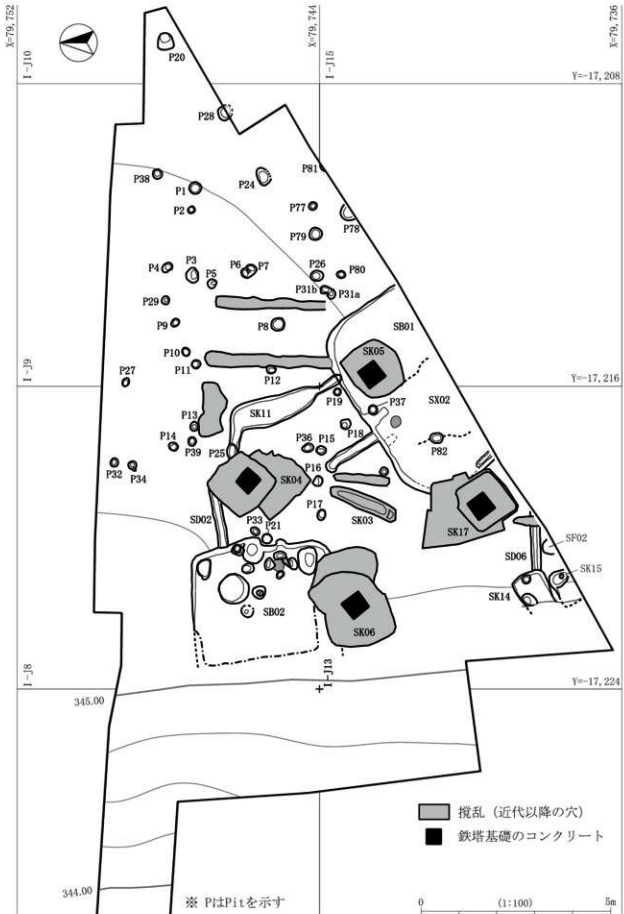 X=79,752
X=79,744
X=79,736
I-J10
I-J15
Y=-17,208
P20
P28
P81
P38
P24
P1
P2
P77
P78
P79
P4
P3
P5
P6
P7
P26
P80
P31b
P31a
P29
P9
P8
SB01
P10
P11
P12
SK05
I-J9
Y=-17,216
P27
P19
P37
SX02
SK11
P13
P18
P14
P39
P25
P36
P15
P82
P32
P34
P16
SK04
P17
SK03
SK17
SD02
P33
P21
SF02
SD06
SK15
SK14
SB02
SK06
I-J8
I-J13
Y=-17,224
345.00
撹乱（近代以降の穴）
鉄塔基礎のコンクリート
344.00
※ PはPitを示す
0
(1:100)
5m